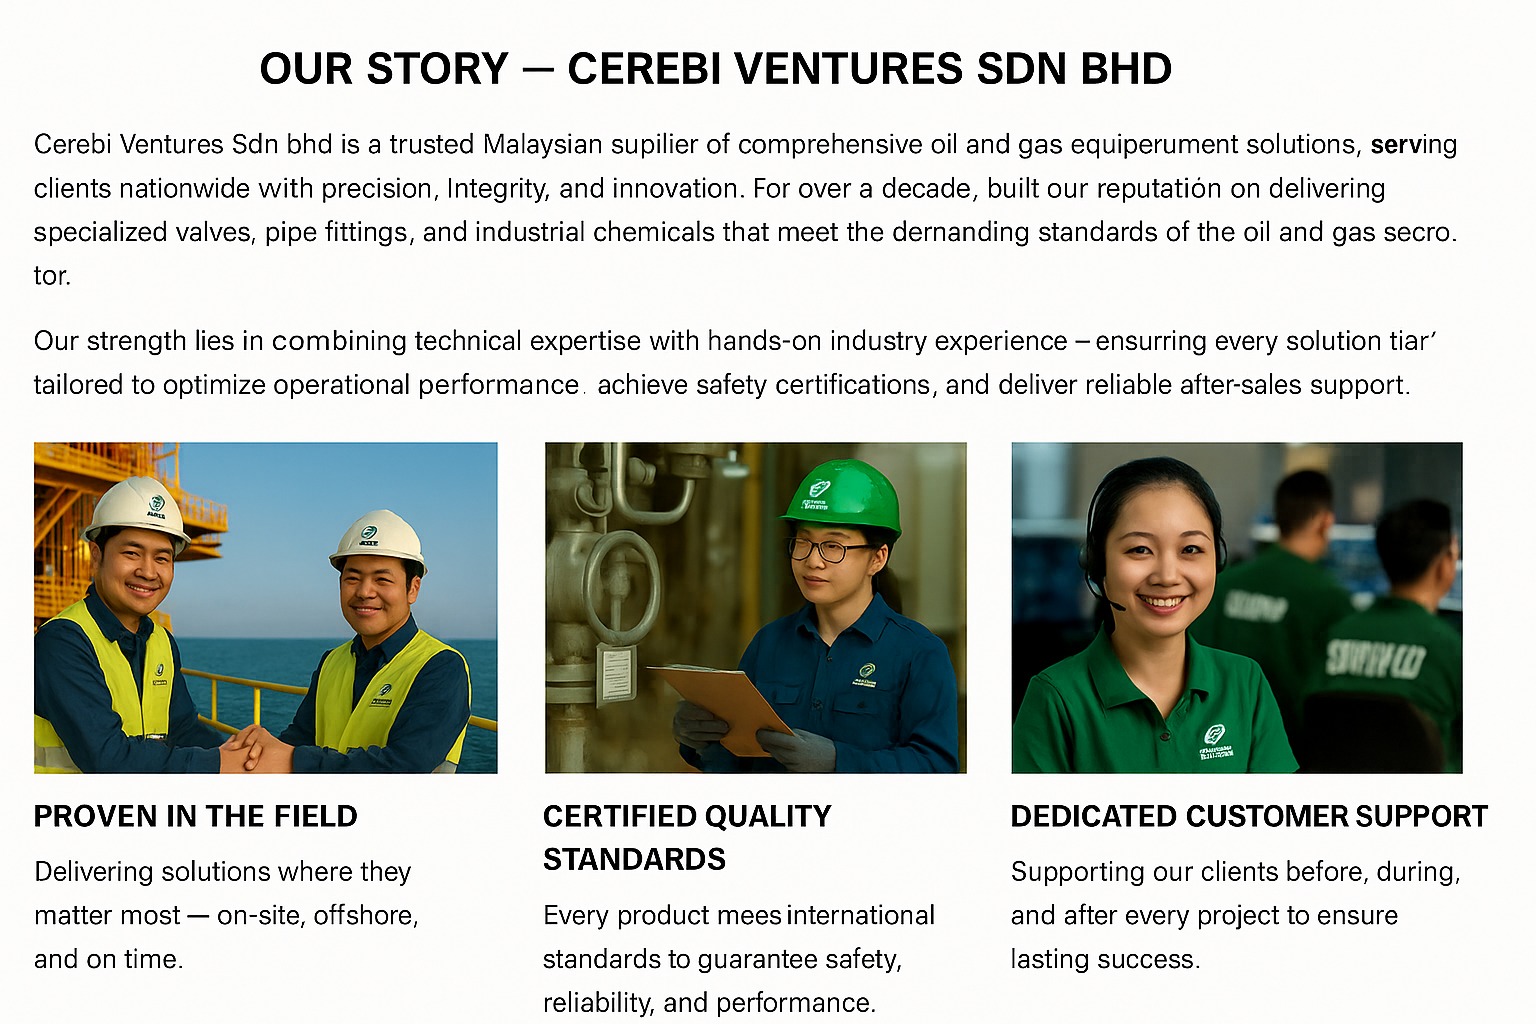 OUR STORY — CEREBI VENTURES SDN BHD
Cerebi Ventures Sdn bhd is a trusted Malaysian supilier of comprehensive oil and gas equiperument solutions, serving
clients nationwide with precision, Integrity, and innovation. For over a decade, built our reputatión on delivering
specialized valves, pipe fittings, and industrial chemicals that meet the dernanding standards of the oil and gas secro.
tor.
Our strength lies in combining technical expertise with hands-on industry experience – ensurring every solution tiar’
tailored to optimize operational performance. achieve safety certifications, and deliver reliable after-sales support.
PROVEN IN THE FIELD
Delivering solutions where they
matter most — on-site, offshore,
and on time.
CERTIFIED QUALITY
STANDARDS
Every product mees international
standards to guarantee safety,
reliability, and performance.
DEDICATED CUSTOMER SUPPORT
Supporting our clients before, during,
and after every project to ensure
lasting success.